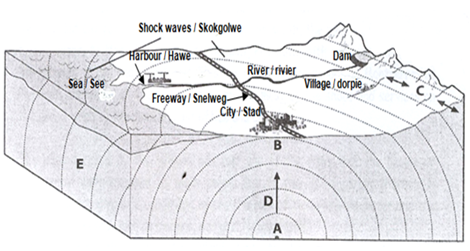 Shock waves / Skokgolwe
Harbour / Hawe
Dam
Sea / See
River / rivier
Village / dorpie
C
Freeway / Snelweg
City / Stad
B
E
D
A